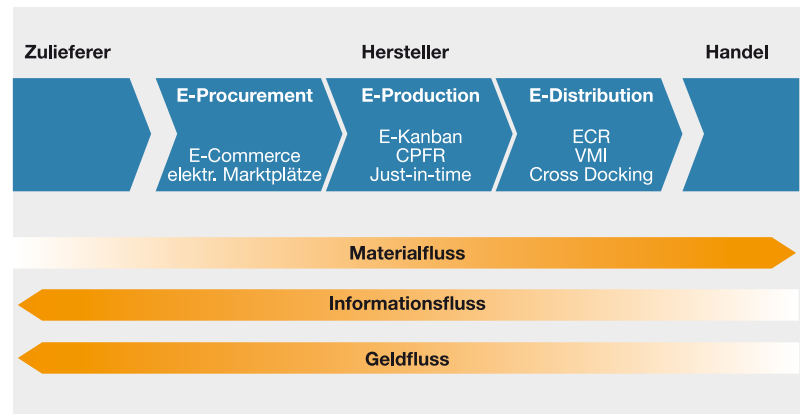 Zulieferer
Hersteller
Handel
E-Procurement
E-Commerce
elektr. Marktplätze
E-Production
E-Kanban
CPFR
Just-in-time
E-Distribution
ECR
VMI
Cross Docking
Materialfluss
Informationsfluss
Geldfluss